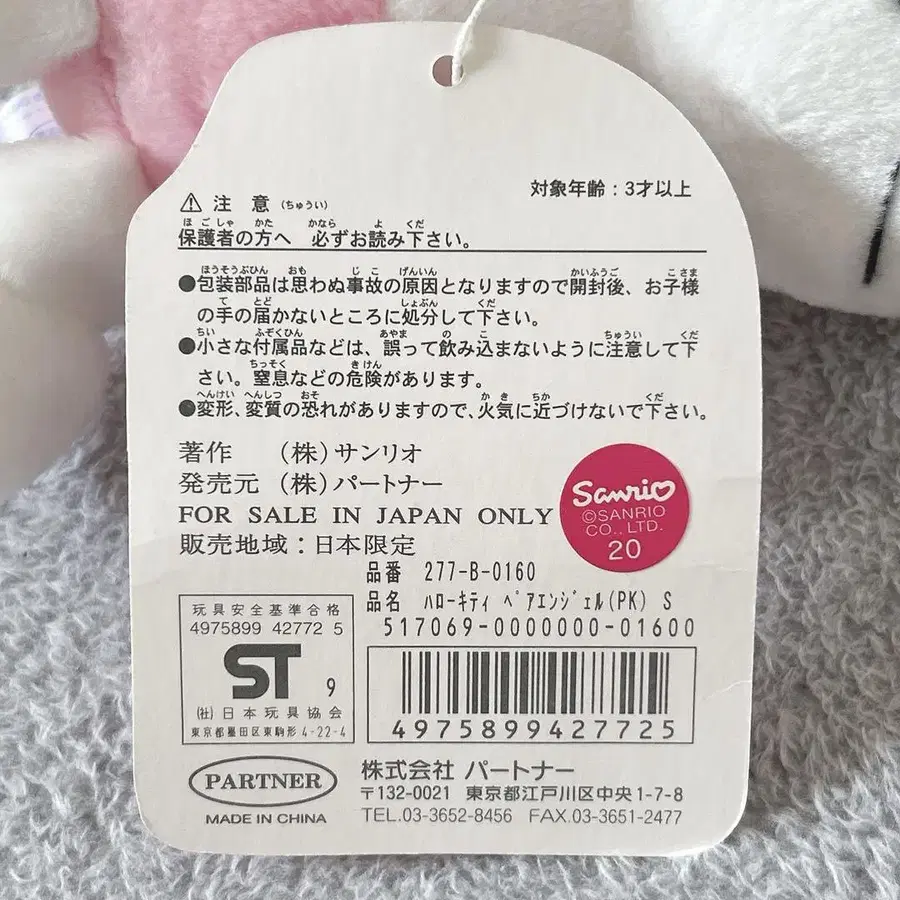 対象年齢：3才以上
⚠注意(ちゅうい)
保護者の方へ 必ずお読み下さい。
●包装部品は思わぬ事故の原因となりますので開封後、お子様
の手の届かないところに処分して下さい。
●小さな付属品などは、誤って飲み込まないように注意して下
さい。窒息などの危険があります。
●変形、変質の恐れがありますので、火気に近づけないで下さい。
著作 （株）サンリオ
発売元 （株）パートナー
FOR SALE IN JAPAN ONLY
販売地域：日本限定
Sanrio
©SANRIO
CO., LTD.
20
品番 277-B-0160
品名 ﾊﾛｰｷﾃｨ ﾍﾟｱｴﾝｼﾞｪﾙ(PK) S
517069-0000000-01600
玩具安全基準合格
4975899 42772 5
ST 9
(社)日本玩具協会
東京都墨田区東駒形4-22-4
4975899427725
PARTNER
MADE IN CHINA
株式会社 パートナー
〒132-0021 東京都江戸川区中央1-7-8
TEL.03-3652-8456 FAX.03-3651-2477